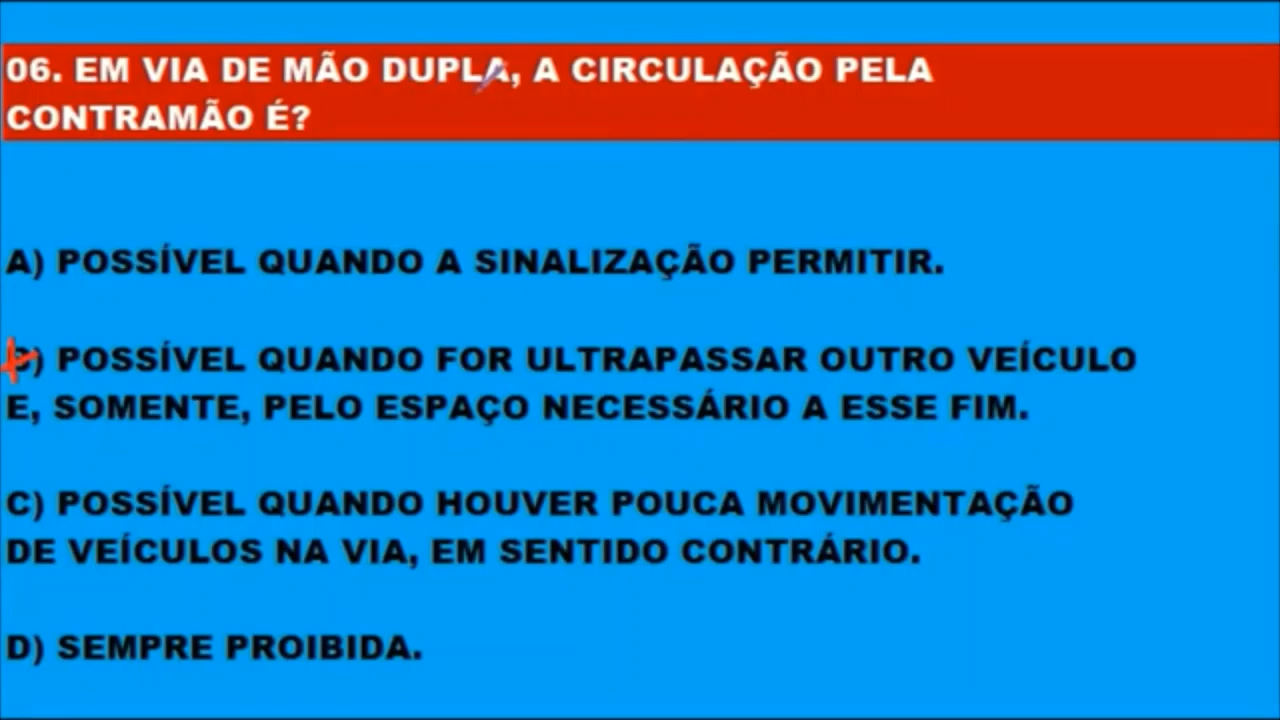 06. EM VIA DE MÃO DUPLA, A CIRCULAÇÃO PELA
CONTRAMÃO É?
A) POSSÍVEL QUANDO A SINALIZAÇÃO PERMITIR.
B) POSSÍVEL QUANDO FOR ULTRAPASSAR OUTRO VEÍCULO
E, SOMENTE, PELO ESPAÇO NECESSÁRIO A ESSE FIM.
C) POSSÍVEL QUANDO HOUVER POUCA MOVIMENTAÇÃO
DE VEÍCULOS NA VIA, EM SENTIDO CONTRÁRIO.
D) SEMPRE PROIBIDA.